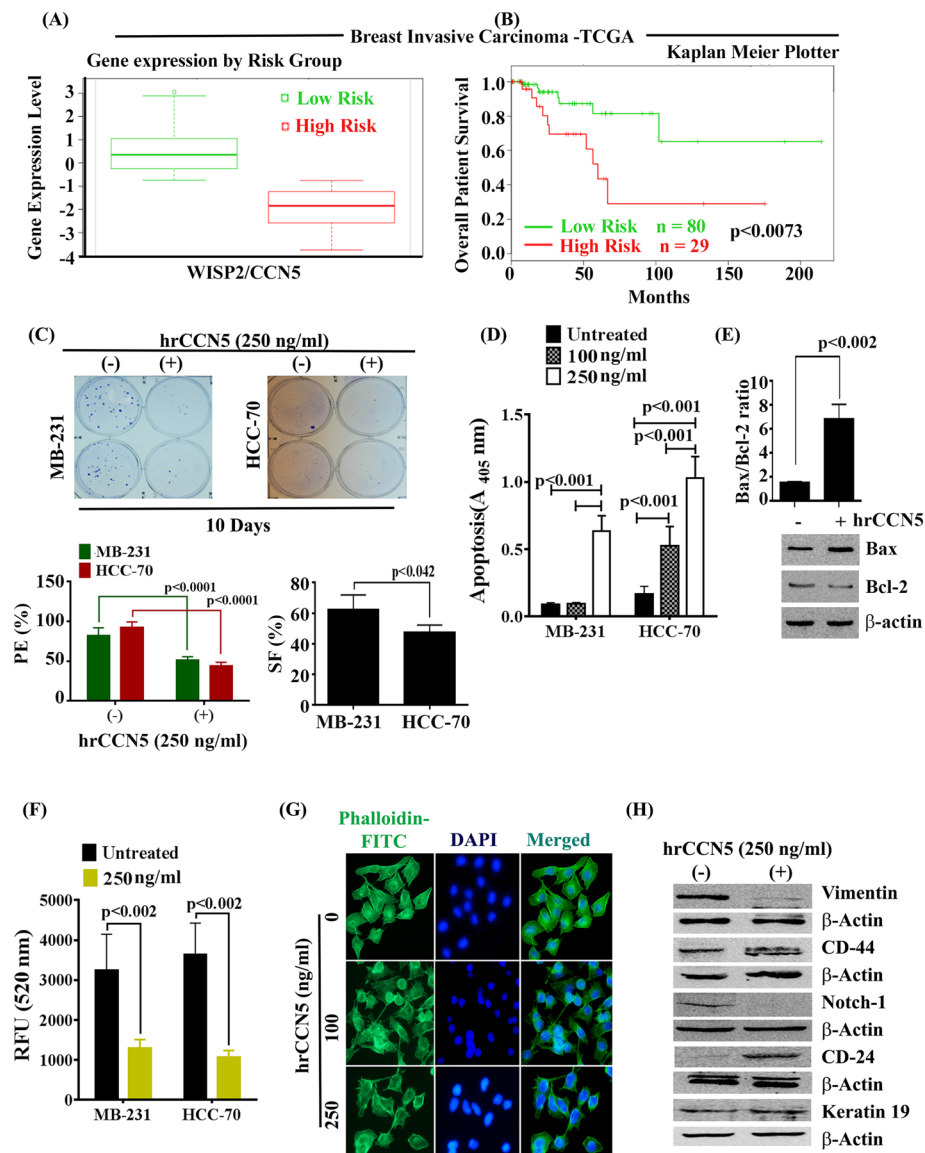 (A)
(B)
Breast Invasive Carcinoma -TCGA
Gene expression by Risk Group
Kaplan Meier Plotter
Gene Expression Level
3
2
1
0
-1
-2
-3
-4
Low Risk
High Risk
WISP2/CCN5
Overall Patient Survival
1.0
0.8
0.6
0.4
0.2
0.0
Low Risk n = 80
High Risk n = 29
p<0.0073
0 50 100 150 200
Months
(C)
hrCCN5 (250 ng/ml)
(-) (+) (-) (+)
MB-231
HCC-70
10 Days
MB-231
HCC-70
PE (%)
150
100
50
0
p<0.0001
p<0.0001
(-) (+)
hrCCN5 (250 ng/ml)
SF (%)
80
60
40
20
0
p<0.042
MB-231 HCC-70
(D)
Untreated
100 ng/ml
250 ng/ml
Apoptosis(A 405 nm)
1.5
1.0
0.5
0.0
p<0.001
p<0.001
p<0.001
p<0.001
MB-231 HCC-70
(E)
p<0.002
Bax/Bcl-2 ratio
10
8
6
4
2
0
- + hrCCN5
Bax
Bcl-2
β-actin
(F)
Untreated
250 ng/ml
RFU (520 nm)
5000
4000
3000
2000
1000
0
p<0.002
p<0.002
MB-231 HCC-70
(G)
Phalloidin-
FITC DAPI Merged
hrCCN5 (ng/ml)
0
100
250
(H)
hrCCN5 (250 ng/ml)
(-) (+)
Vimentin
β-Actin
CD-44
β-Actin
Notch-1
β-Actin
CD-24
β-Actin
Keratin 19
β-Actin